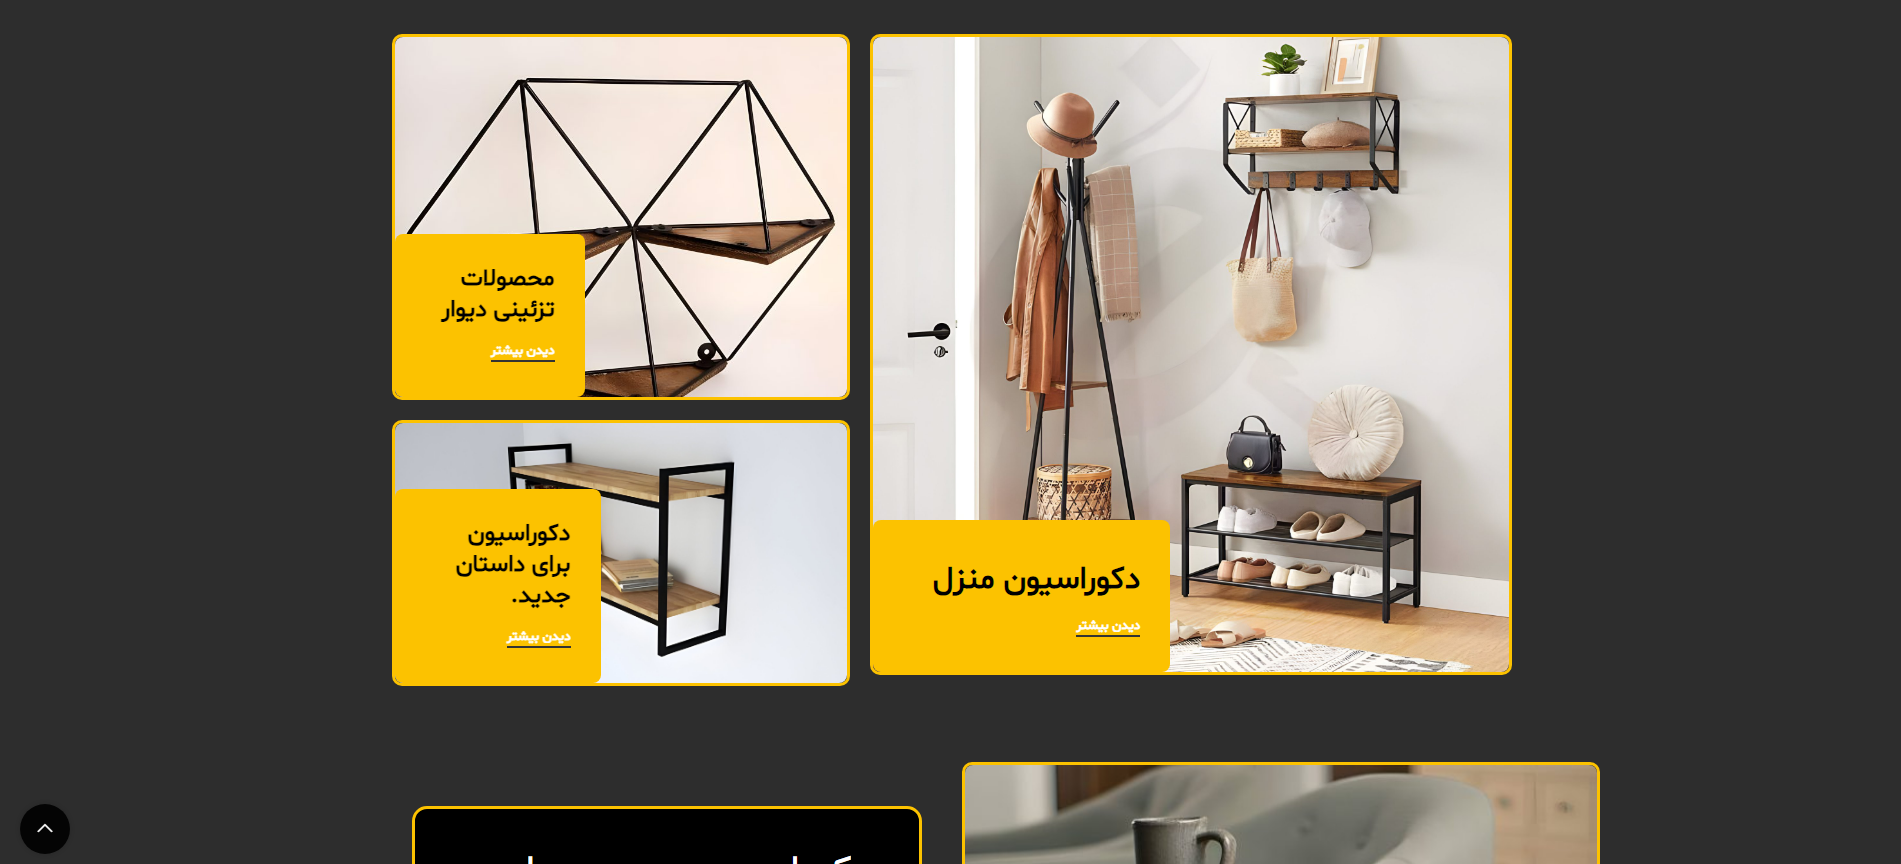 دکوراسیون منزل
دیدن بیشتر
محصولات
تزئینی دیوار
دیدن بیشتر
دکوراسیون
برای داستان
جدید.
دیدن بیشتر